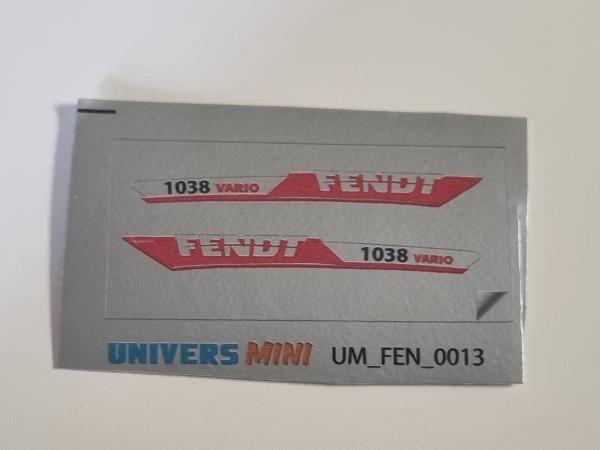 1038 VARIO FENDT
FENDT 1038 VARIO
UNIVERS MINI UM_FEN_0013